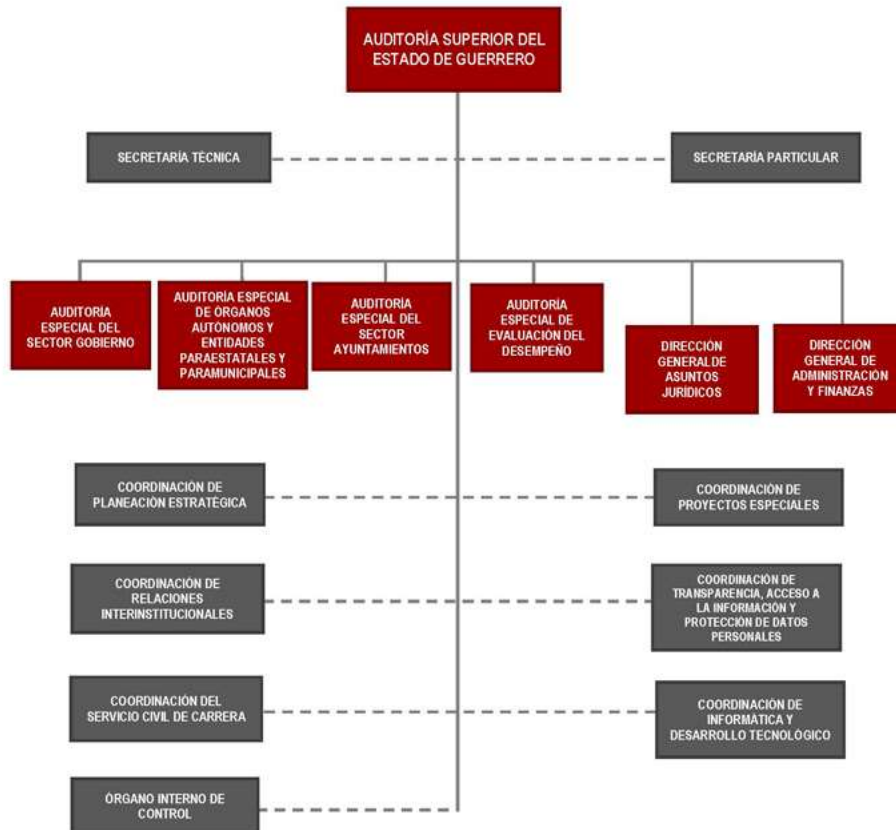 AUDITORÍA SUPERIOR DEL
ESTADO DE GUERRERO
SECRETARÍA TÉCNICA
SECRETARÍA PARTICULAR
AUDITORÍA
ESPECIAL DEL
SECTOR GOBIERNO
AUDITORÍA ESPECIAL
DE ÓRGANOS
AUTÓNOMOS Y
ENTIDADES
PARAESTATALES Y
PARAMUNICIPALES
AUDITORÍA
ESPECIAL DEL
SECTOR
AYUNTAMIENTOS
AUDITORÍA
ESPECIAL DE
EVALUACIÓN DEL
DESEMPEÑO
DIRECCIÓN
GENERAL DE
ASUNTOS
JURÍDICOS
DIRECCIÓN
GENERAL DE
ADMINISTRACIÓN
Y FINANZAS
COORDINACIÓN DE
PLANEACIÓN ESTRATÉGICA
COORDINACIÓN DE
PROYECTOS ESPECIALES
COORDINACIÓN DE
RELACIONES
INTERINSTITUCIONALES
COORDINACIÓN DE
TRANSPARENCIA, ACCESO A
LA INFORMACIÓN Y
PROTECCIÓN DE DATOS
PERSONALES
COORDINACIÓN DEL
SERVICIO CIVIL DE CARRERA
COORDINACIÓN DE
INFORMÁTICA Y
DESARROLLO TECNOLÓGICO
ÓRGANO INTERNO DE
CONTROL